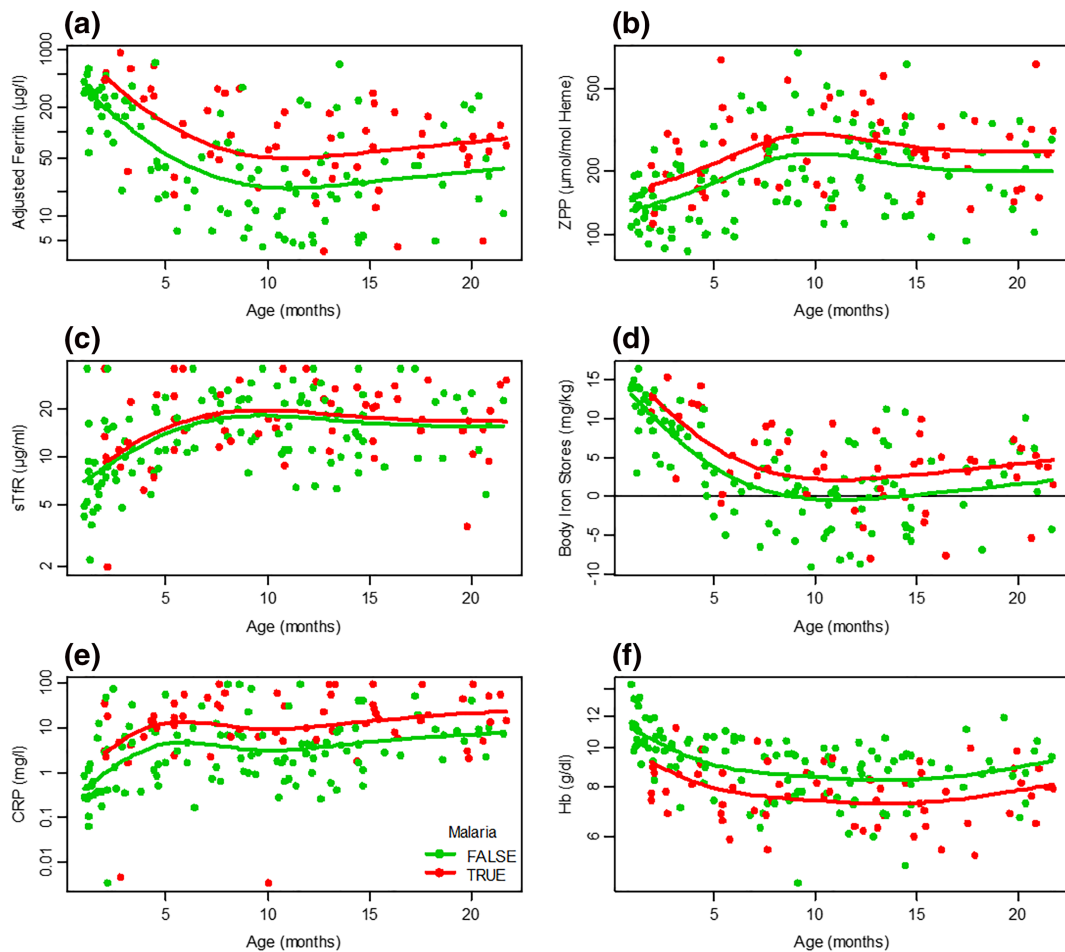 (a)
Adjusted Ferritin (µg/l)
1000
200
50
10
5
5 10 15 20
Age (months)
(b)
ZPP (µmol/mol Heme)
500
200
100
5 10 15 20
Age (months)
(c)
sTfR (µg/ml)
20
10
5
2
5 10 15 20
Age (months)
(d)
Body Iron Stores (mg/kg)
15
10
5
0
-5
-10
5 10 15 20
Age (months)
(e)
CRP (mg/l)
100
10
1
0.1
0.01
Malaria
FALSE
TRUE
5 10 15 20
Age (months)
(f)
Hb (g/dl)
12
10
8
6
5 10 15 20
Age (months)